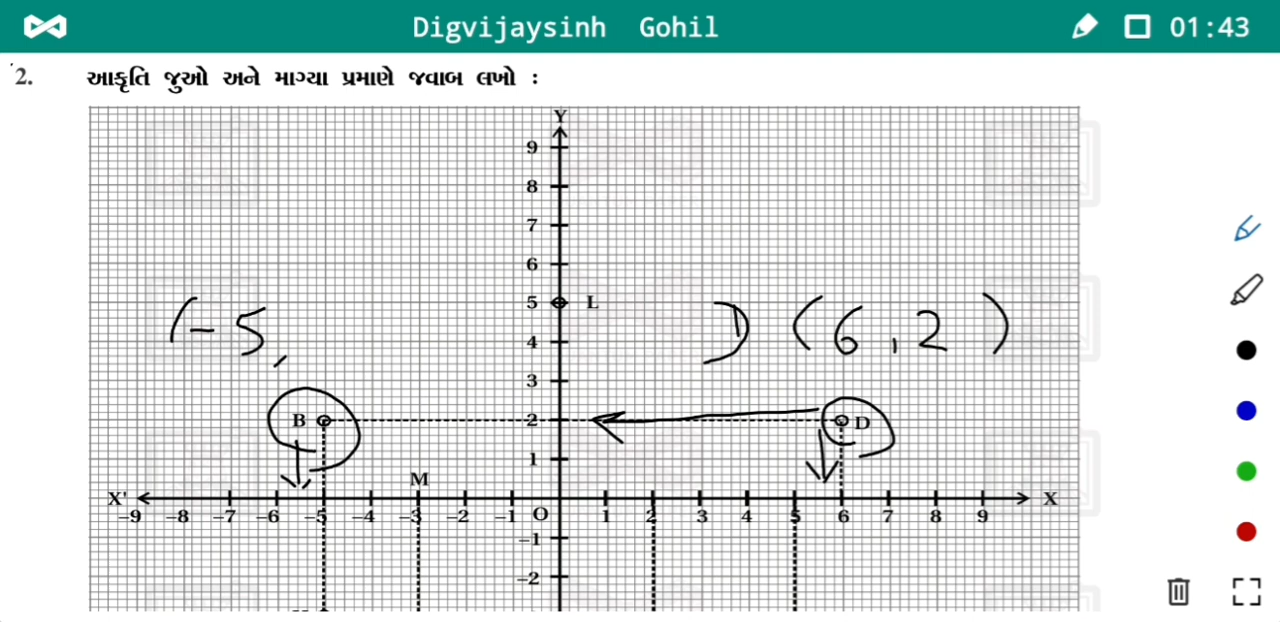 Digvijaysinh Gohil 01:43
2. આકૃતિ જુઓ અને માગ્યા પ્રમાણે જવાબ લખો :
Y
9
8
7
6
5 L
(-5, D (6,2)
4
3
B 2 D
1
M
X' X
-9 -8 -7 -6 -5 -4 -3 -2 -1 O 1 2 3 4 5 6 7 8 9
-1
-2